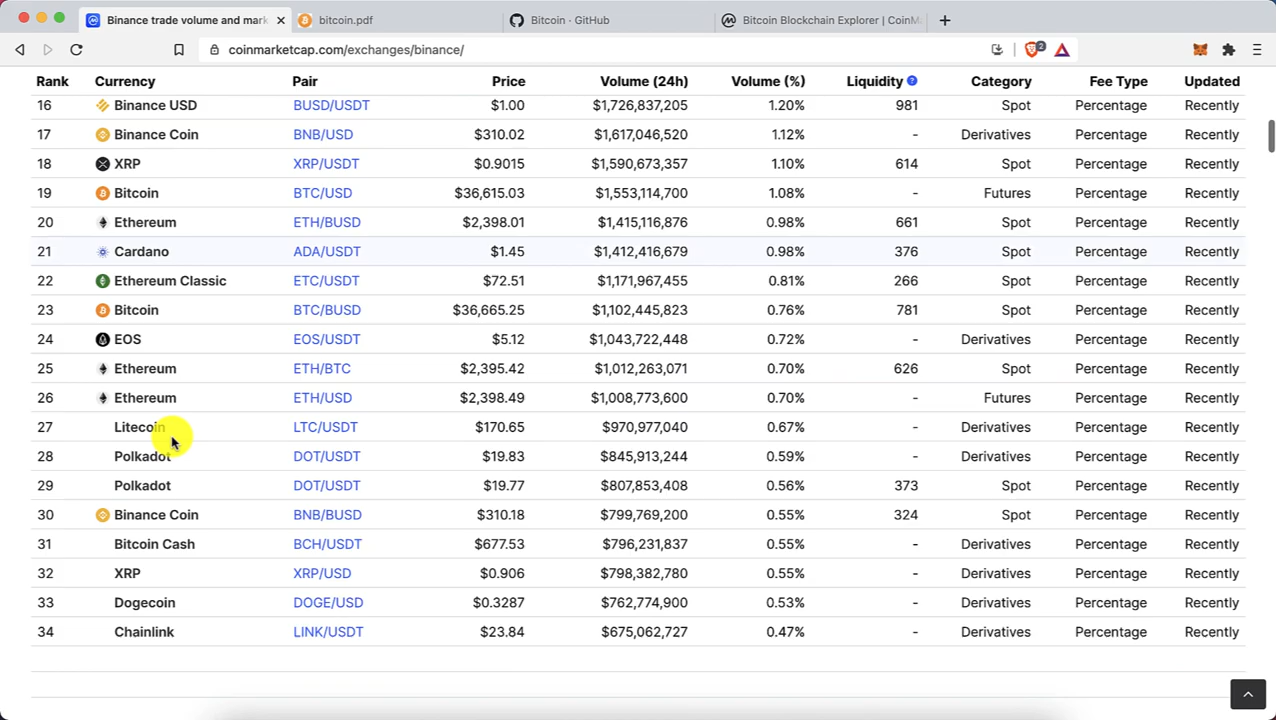 Binance trade volume and mark
bitcoin.pdf
Bitcoin · GitHub
Bitcoin Blockchain Explorer | CoinM
coinmarketcap.com/exchanges/binance/
2
Rank Currency Pair Price Volume (24h) Volume (%) Liquidity ? Category Fee Type Updated
16 Binance USD BUSD/USDT $1.00 $1,726,837,205 1.20% 981 Spot Percentage Recently
17 Binance Coin BNB/USD $310.02 $1,617,046,520 1.12% - Derivatives Percentage Recently
18 XRP XRP/USDT $0.9015 $1,590,673,357 1.10% 614 Spot Percentage Recently
19 Bitcoin BTC/USD $36,615.03 $1,553,114,700 1.08% - Futures Percentage Recently
20 Ethereum ETH/BUSD $2,398.01 $1,415,116,876 0.98% 661 Spot Percentage Recently
21 Cardano ADA/USDT $1.45 $1,412,416,679 0.98% 376 Spot Percentage Recently
22 Ethereum Classic ETC/USDT $72.51 $1,171,967,455 0.81% 266 Spot Percentage Recently
23 Bitcoin BTC/BUSD $36,665.25 $1,102,445,823 0.76% 781 Spot Percentage Recently
24 EOS EOS/USDT $5.12 $1,043,722,448 0.72% - Derivatives Percentage Recently
25 Ethereum ETH/BTC $2,395.42 $1,012,263,071 0.70% 626 Spot Percentage Recently
26 Ethereum ETH/USD $2,398.49 $1,008,773,600 0.70% - Futures Percentage Recently
27 Litecoin LTC/USDT $170.65 $970,977,040 0.67% - Derivatives Percentage Recently
28 Polkadot DOT/USDT $19.83 $845,913,244 0.59% - Derivatives Percentage Recently
29 Polkadot DOT/USDT $19.77 $807,853,408 0.56% 373 Spot Percentage Recently
30 Binance Coin BNB/BUSD $310.18 $799,769,200 0.55% 324 Spot Percentage Recently
31 Bitcoin Cash BCH/USDT $677.53 $796,231,837 0.55% - Derivatives Percentage Recently
32 XRP XRP/USD $0.906 $798,382,780 0.55% - Derivatives Percentage Recently
33 Dogecoin DOGE/USD $0.3287 $762,774,900 0.53% - Derivatives Percentage Recently
34 Chainlink LINK/USDT $23.84 $675,062,727 0.47% - Derivatives Percentage Recently